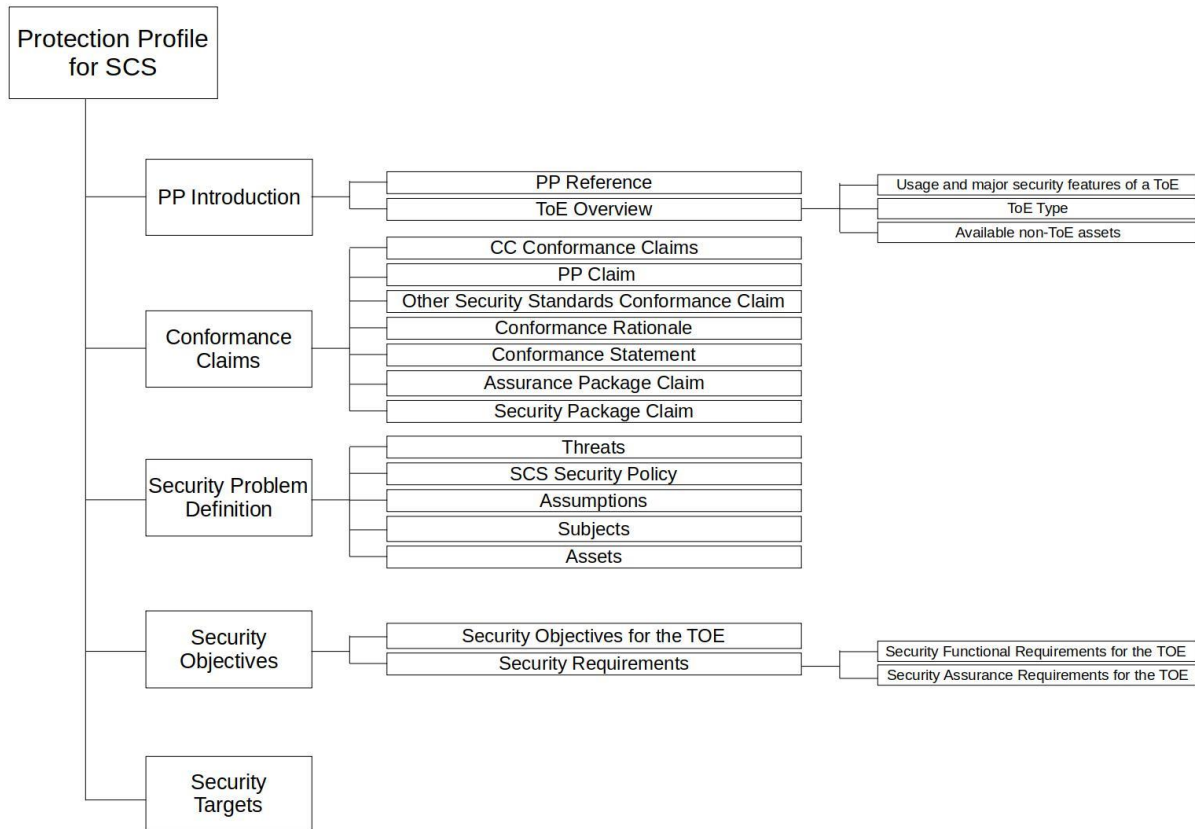 Protection Profile
for SCS
PP Introduction
PP Reference
ToE Overview
Usage and major security features of a ToE
ToE Type
Available non-ToE assets
Conformance
Claims
CC Conformance Claims
PP Claim
Other Security Standards Conformance Claim
Conformance Rationale
Conformance Statement
Assurance Package Claim
Security Package Claim
Security Problem
Definition
Threats
SCS Security Policy
Assumptions
Subjects
Assets
Security
Objectives
Security Objectives for the TOE
Security Requirements
Security Functional Requirements for the TOE
Security Assurance Requirements for the TOE
Security
Targets